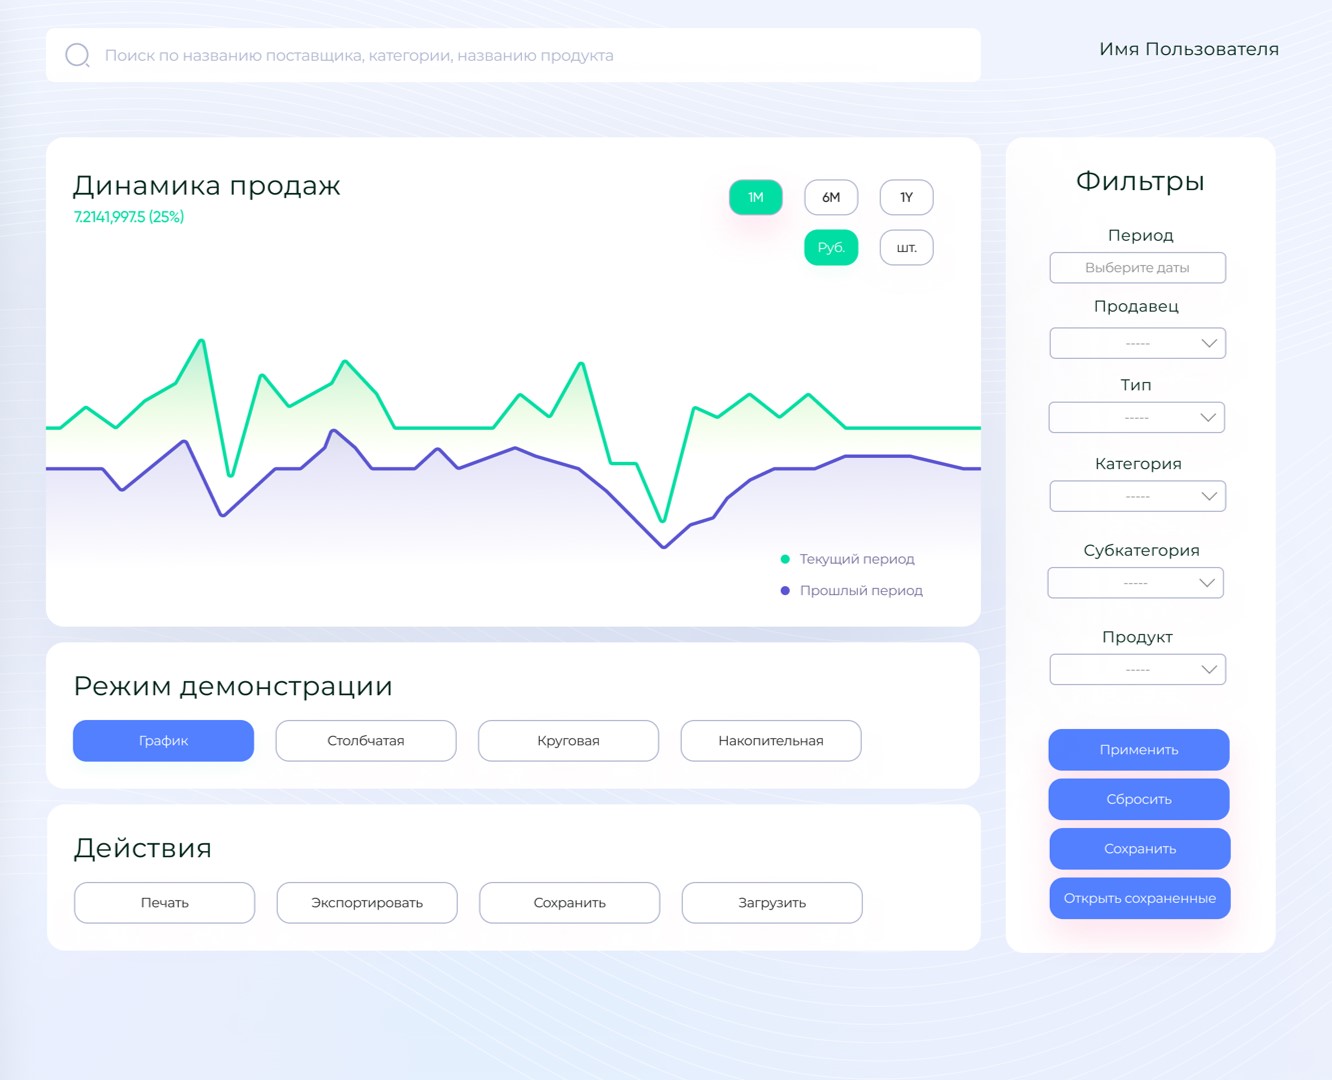 Поиск по названию поставщика, категории, названию продукта
Имя Пользователя
Динамика продаж
7.2141,997.5 (25%)
1M
6M
1Y
Руб.
шт.
Текущий период
Прошлый период
Режим демонстрации
График
Столбчатая
Круговая
Накопительная
Действия
Печать
Экспортировать
Сохранить
Загрузить
Фильтры
Период
Выберите даты
Продавец
-----
Тип
-----
Категория
-----
Субкатегория
-----
Продукт
-----
Применить
Сбросить
Сохранить
Открыть сохраненные